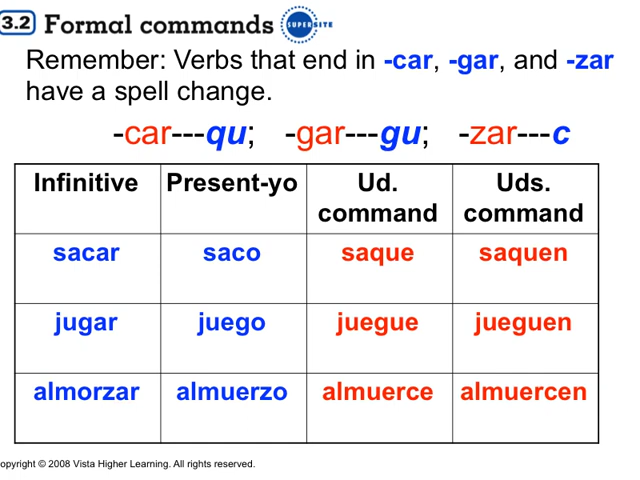 3.2 Formal commands SUPERSITE
Remember: Verbs that end in -car, -gar, and -zar
have a spell change.
-car---qu; -gar---gu; -zar---c
Infinitive Present-yo Ud. command Uds. command
sacar saco saque saquen
jugar juego juegue jueguen
almorzar almuerzo almuerce almuercen
opyright © 2008 Vista Higher Learning. All rights reserved.